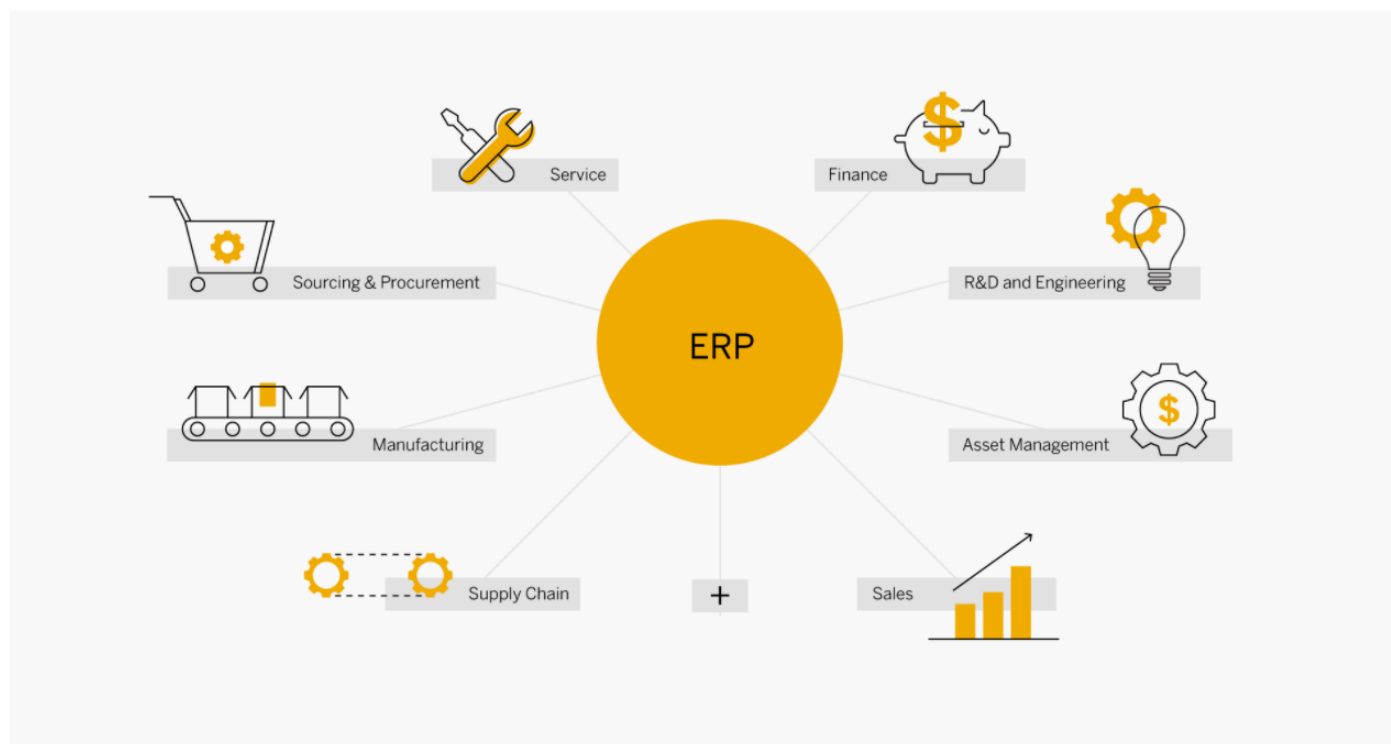 Service
Finance
Sourcing & Procurement
R&D and Engineering
ERP
Manufacturing
Asset Management
Supply Chain
+
Sales
$
$